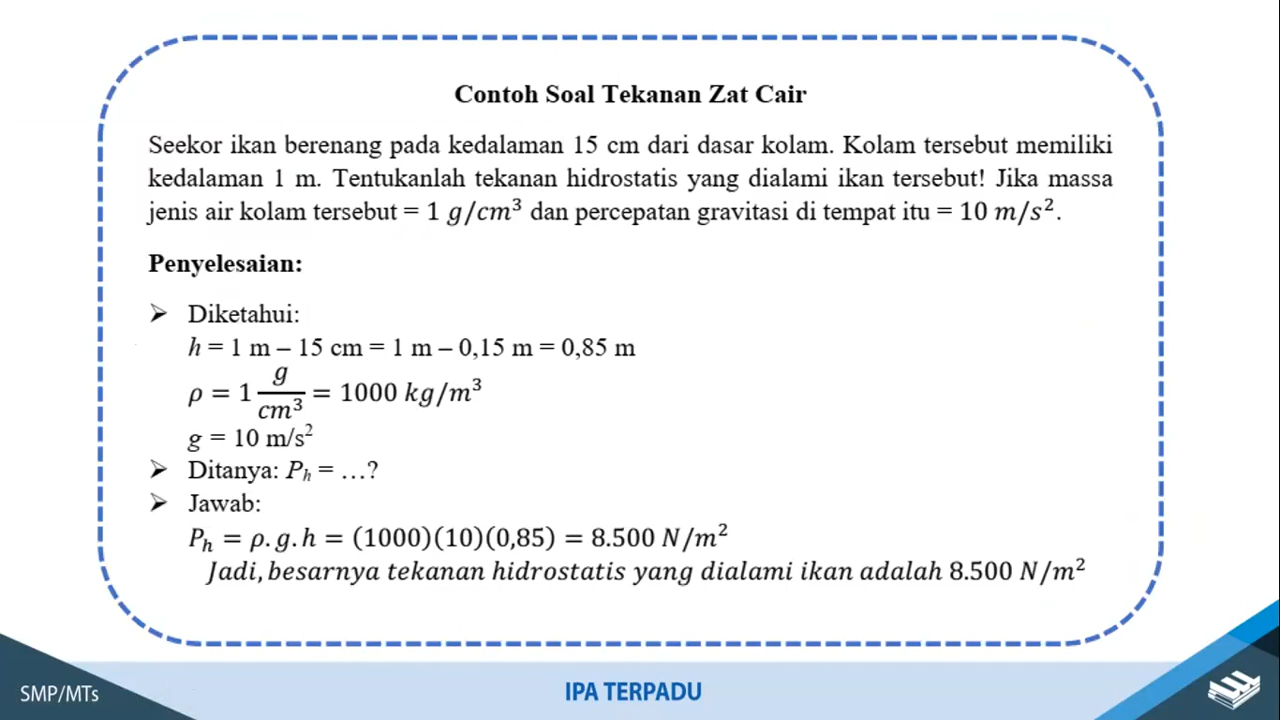 Contoh Soal Tekanan Zat Cair
Seekor ikan berenang pada kedalaman 15 cm dari dasar kolam. Kolam tersebut memiliki
kedalaman 1 m. Tentukanlah tekanan hidrostatis yang dialami ikan tersebut! Jika massa
jenis air kolam tersebut = 1 g/cm³ dan percepatan gravitasi di tempat itu = 10 m/s².
Penyelesaian:
➢ Diketahui:
h = 1 m – 15 cm = 1 m – 0,15 m = 0,85 m
ρ = 1 g/cm³ = 1000 kg/m³
g = 10 m/s²
➢ Ditanya: Pₕ = …?
➢ Jawab:
Pₕ = ρ.g.h = (1000)(10)(0,85) = 8.500 N/m²
Jadi, besarnya tekanan hidrostatis yang dialami ikan adalah 8.500 N/m²
SMP/MTs
IPA TERPADU